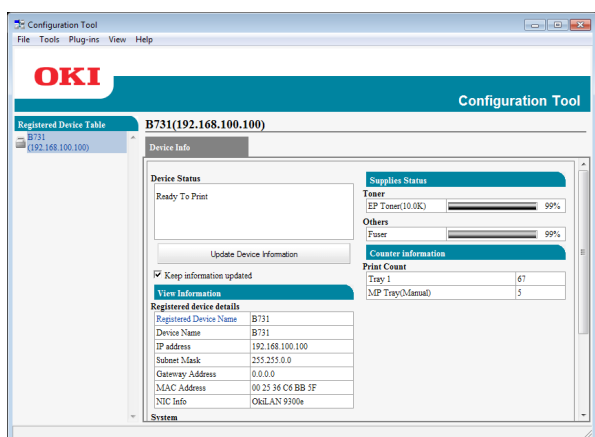 Configuration Tool
File Tools Plug-ins View Help
OKI
Configuration Tool
Registered Device Table
B731
(192.168.100.100)
B731(192.168.100.100)
Device Info
Device Status
Ready To Print
Update Device Information
Keep information updated
View Information
Registered device details
Registered Device Name B731
Device Name B731
IP address 192.168.100.100
Subnet Mask 255.255.0.0
Gateway Address 0.0.0.0
MAC Address 00 25 36 C6 BB 5F
NIC Info OkiLAN 9300e
System
Supplies Status
Toner
EP Toner(10.0K) 99%
Others
Fuser 99%
Counter information
Print Count
Tray 1 67
MP Tray(Manual) 5